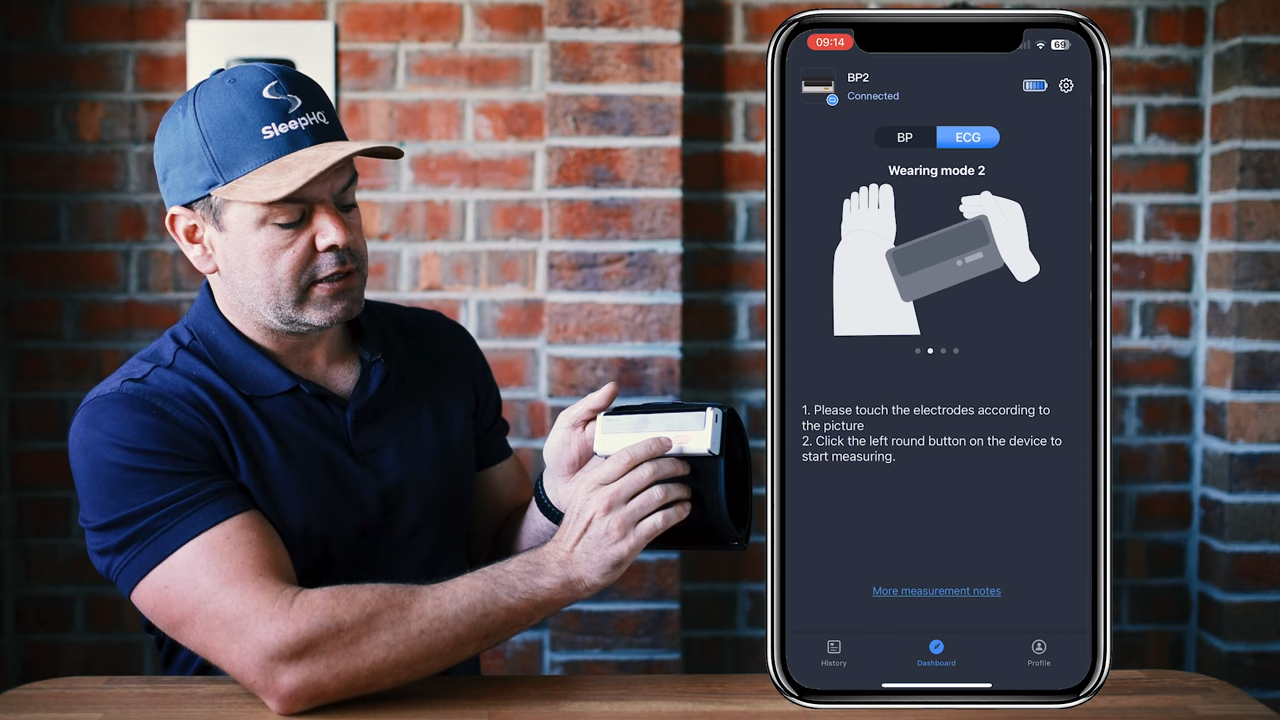 SleepHQ
09:14
69
BP2
Connected
BP
ECG
Wearing mode 2
1. Please touch the electrodes according to
the picture
2. Click the left round button on the device to
start measuring.
More measurement notes
History
Dashboard
Profile